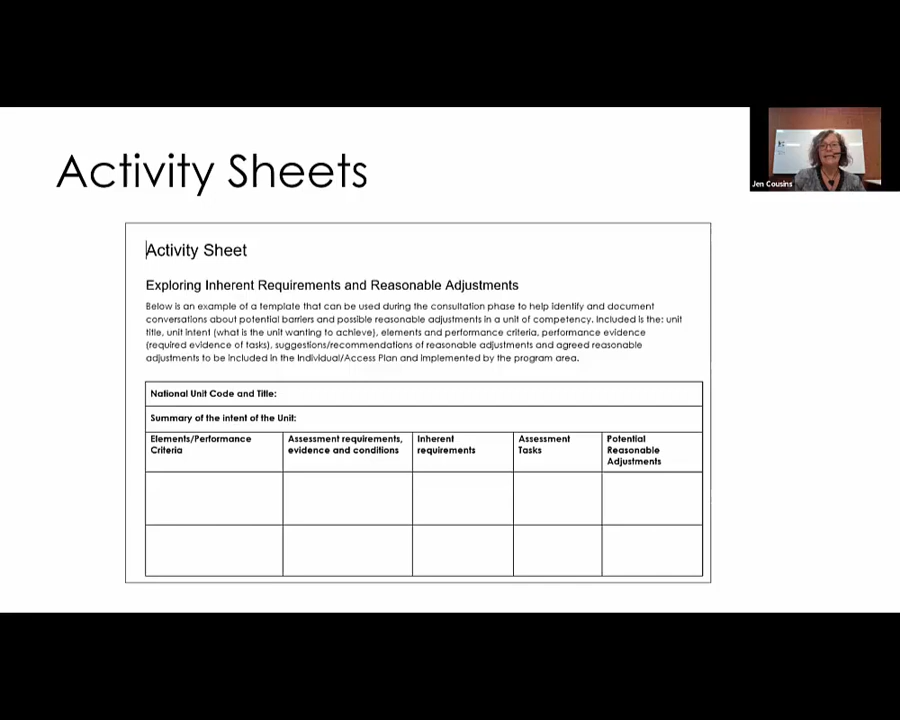 Activity Sheets
Jen Cousins
Activity Sheet
Exploring Inherent Requirements and Reasonable Adjustments
Below is an example of a template that can be used during the consultation phase to help identify and document
conversations about potential barriers and possible reasonable adjustments in a unit of competency. Included is the: unit
title, unit intent (what is the unit wanting to achieve), elements and performance criteria, performance evidence
(required evidence of tasks), suggestions/recommendations of reasonable adjustments and agreed reasonable
adjustments to be included in the Individual/Access Plan and implemented by the program area.
National Unit Code and Title:
Summary of the intent of the Unit:
Elements/Performance
Criteria
Assessment requirements,
evidence and conditions
Inherent
requirements
Assessment
Tasks
Potential
Reasonable
Adjustments